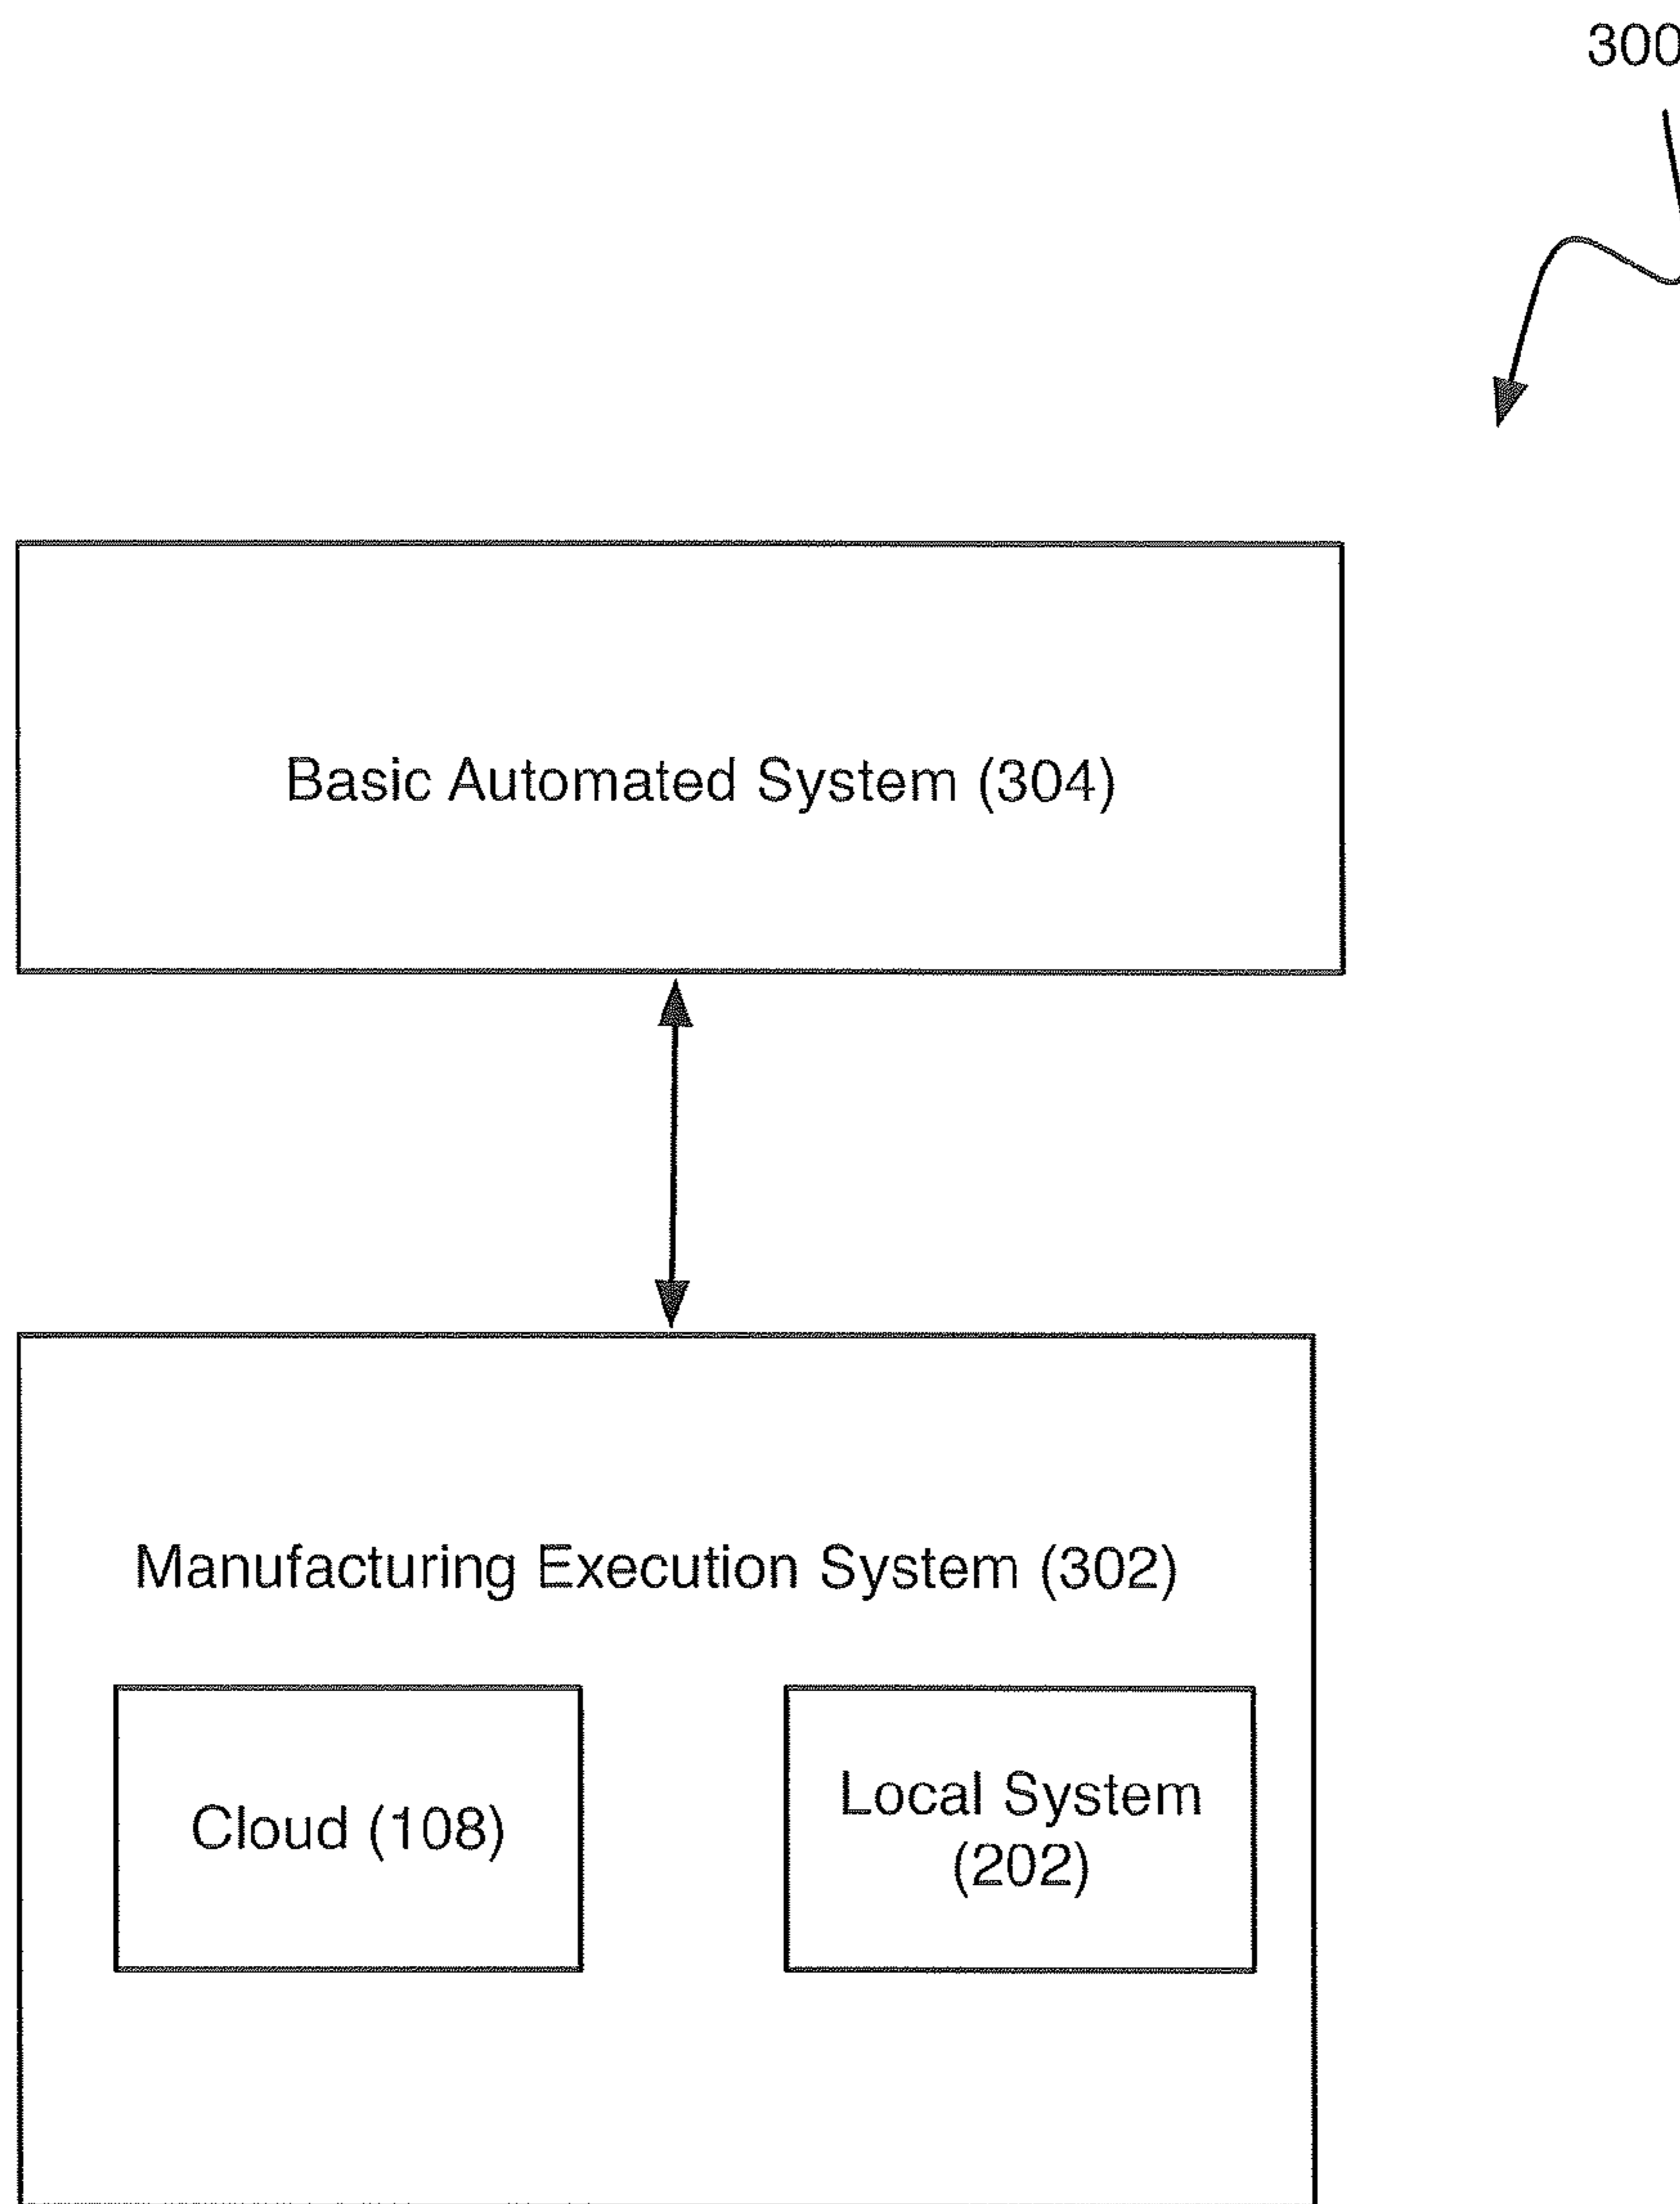 300
Basic Automated System (304)
Manufacturing Execution System (302)
Cloud (108)
Local System
(202)